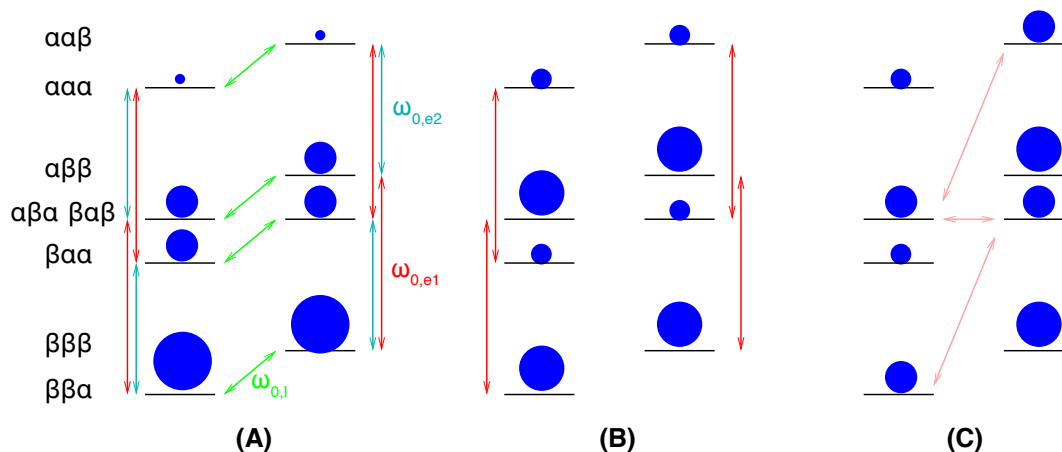 ααβ
ααα
ω0,e2
αββ
αβα βαβ
βαα
ω0,e1
βββ
ω0,I
ββα
(A) (B) (C)